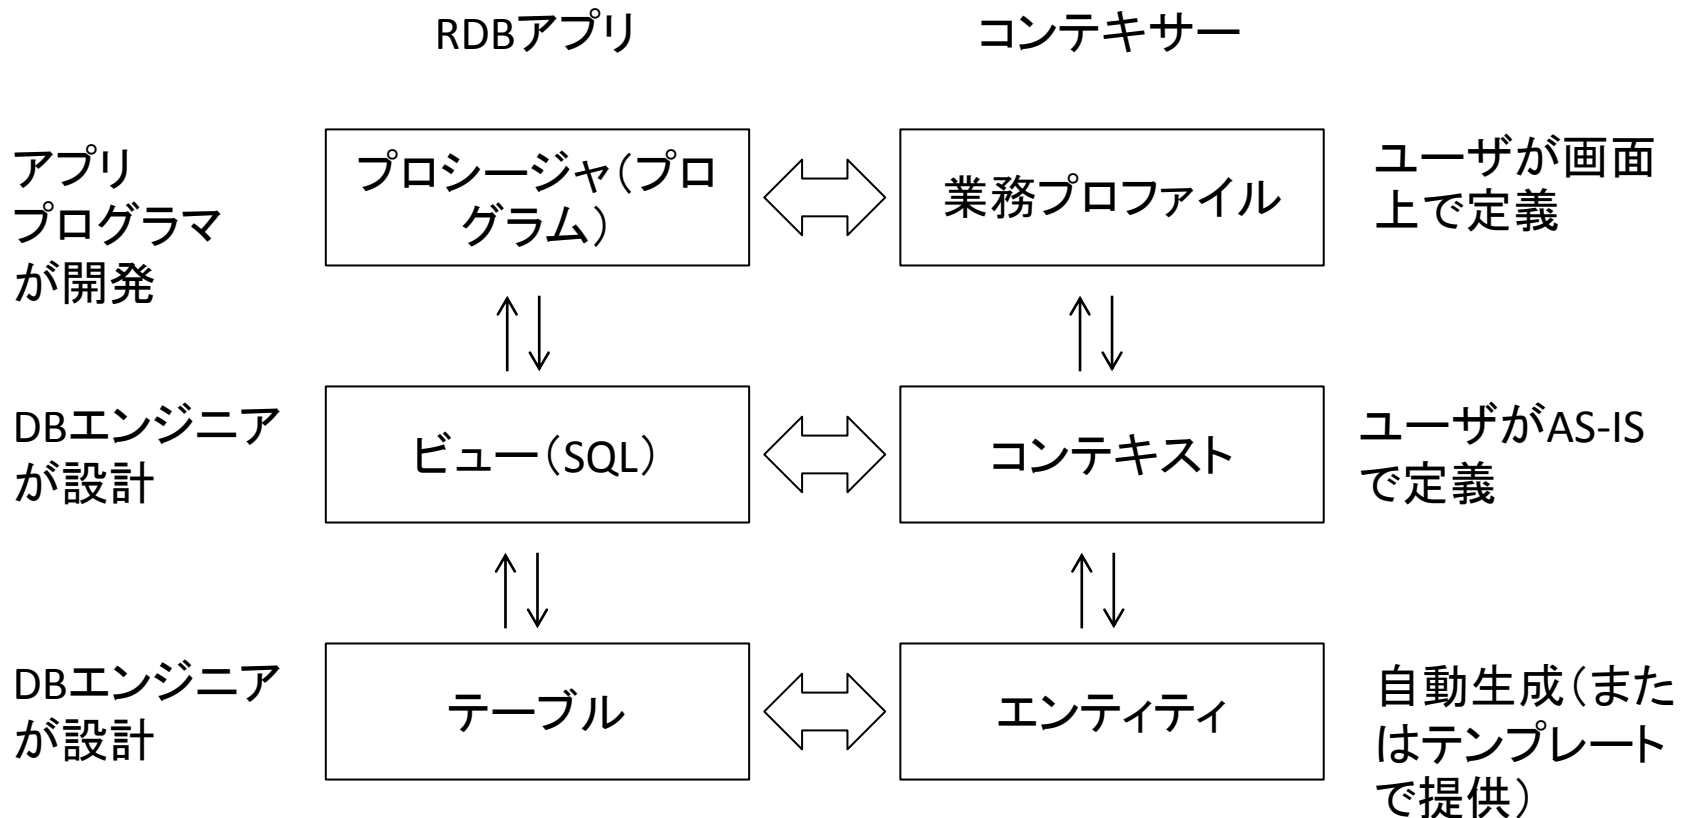 RDBアプリ
コンテキサー
アプリ
プログラマ
が開発
プロシージャ(プロ
グラム)
業務プロファイル
ユーザが画面
上で定義
DBエンジニア
が設計
ビュー(SQL)
コンテキスト
ユーザがAS-IS
で定義
DBエンジニア
が設計
テーブル
エンティティ
自動生成(また
はテンプレート
で提供)